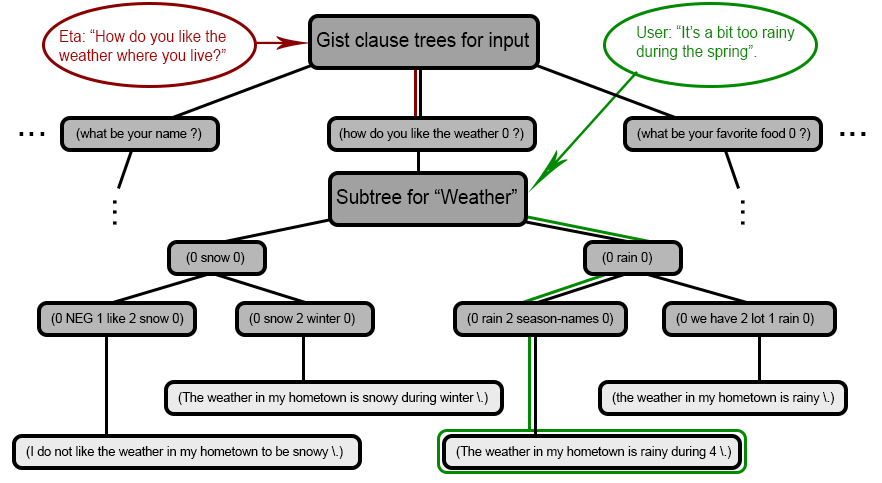 Eta: “How do you like the
weather where you live?”
Gist clause trees for input
User: “It’s a bit too rainy
during the spring”.
...
(what be your name ?)
(how do you like the weather 0 ?)
(what be your favorite food 0 ?)
...
Subtree for “Weather”
(0 snow 0)
(0 rain 0)
(0 NEG 1 like 2 snow 0)
(0 snow 2 winter 0)
(0 rain 2 season-names 0)
(0 we have 2 lot 1 rain 0)
(The weather in my hometown is snowy during winter \.)
(the weather in my hometown is rainy \.)
(I do not like the weather in my hometown to be snowy \.)
(The weather in my hometown is rainy during 4 \.)